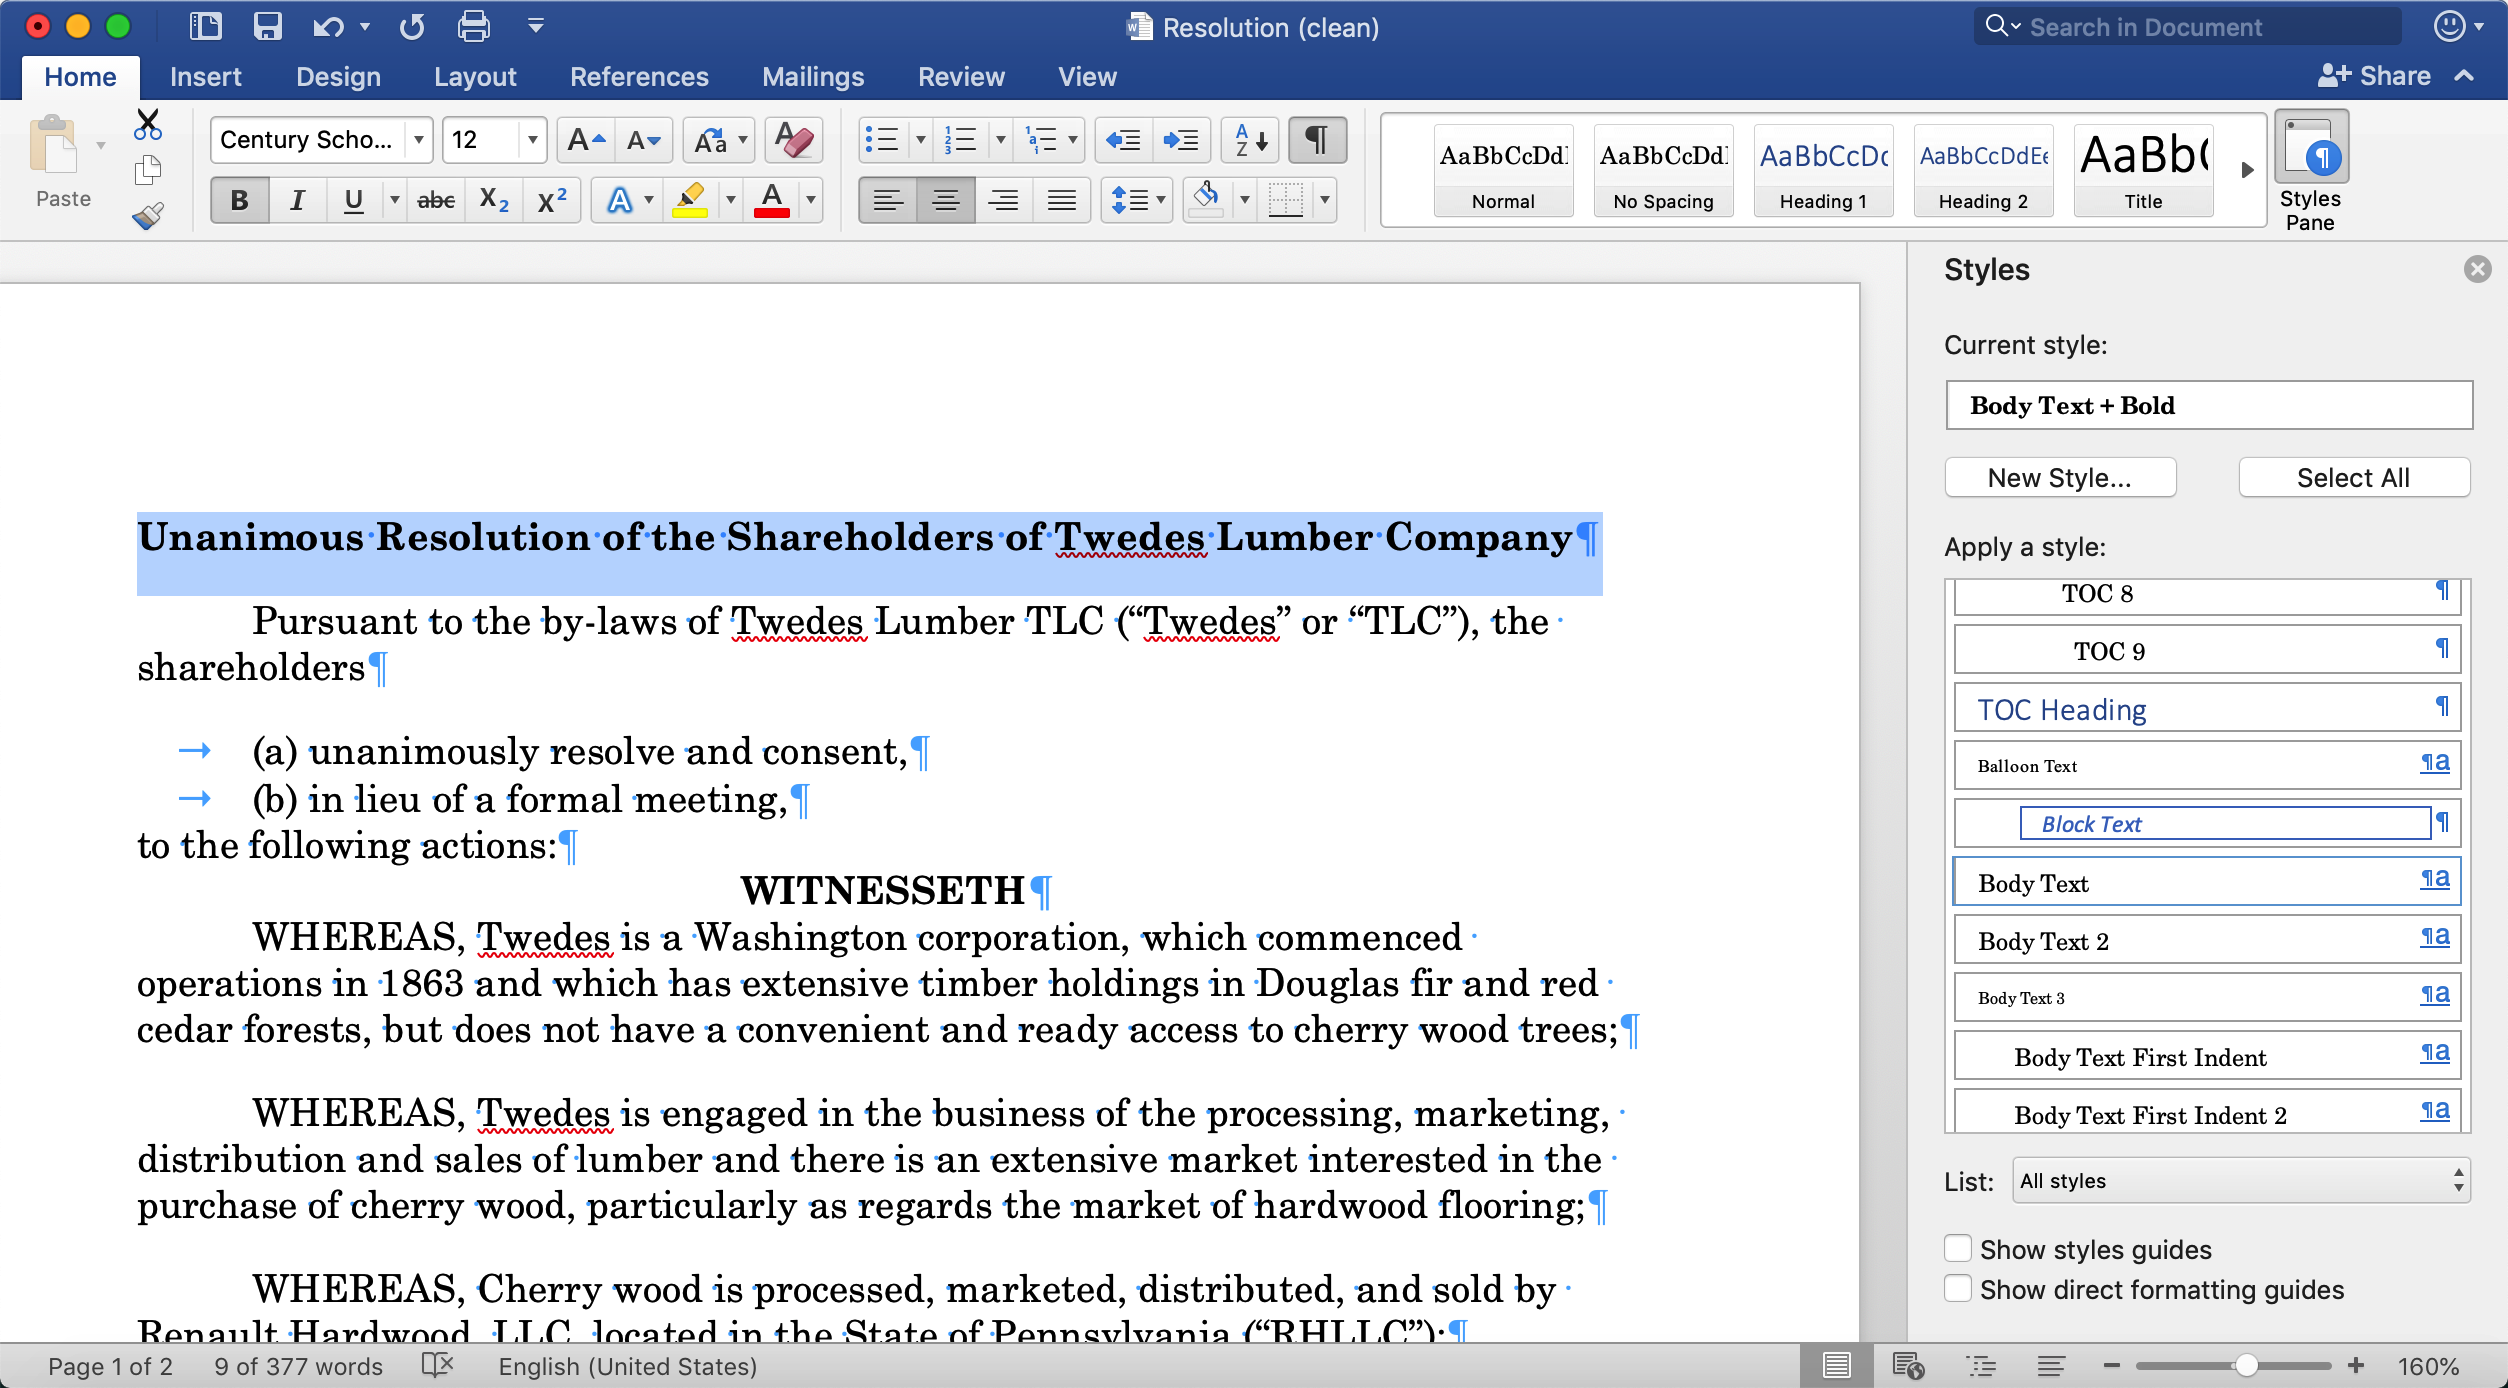 Resolution (clean)
Search in Document
Home Insert Design Layout References Mailings Review View Share
Paste
Century Scho... 12
B I U abc X2 X2
AaBbCcDd Normal
AaBbCcDd No Spacing
AaBbCcDc Heading 1
AaBbCcDdEe Heading 2
AaBb( Title
Styles Pane
Unanimous Resolution of the Shareholders of Twedes Lumber Company¶
Pursuant to the by-laws of Twedes Lumber TLC (“Twedes” or “TLC”), the
shareholders¶
→ (a) unanimously resolve and consent,¶
→ (b) in lieu of a formal meeting,¶
to the following actions:¶
WITNESSETH¶
WHEREAS, Twedes is a Washington corporation, which commenced
operations in 1863 and which has extensive timber holdings in Douglas fir and red
cedar forests, but does not have a convenient and ready access to cherry wood trees;¶
WHEREAS, Twedes is engaged in the business of the processing, marketing,
distribution and sales of lumber and there is an extensive market interested in the
purchase of cherry wood, particularly as regards the market of hardwood flooring;¶
WHEREAS, Cherry wood is processed, marketed, distributed, and sold by
Renault Hardwood, LLC, located in the State of Pennsylvania (“RHLLC”);¶
Styles
Current style:
Body Text + Bold
New Style... Select All
Apply a style:
TOC 8 ¶
TOC 9 ¶
TOC Heading ¶
Balloon Text ¶a
Block Text ¶
Body Text ¶a
Body Text 2 ¶a
Body Text 3 ¶a
Body Text First Indent ¶a
Body Text First Indent 2 ¶a
List: All styles
Show styles guides
Show direct formatting guides
Page 1 of 2 9 of 377 words English (United States) 160%